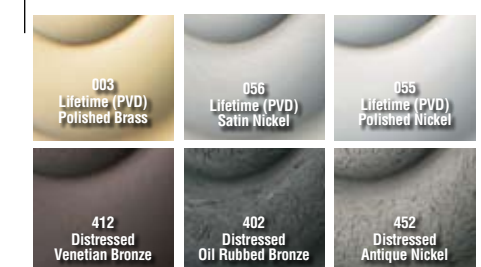 003
Lifetime (PVD)
Polished Brass
056
Lifetime (PVD)
Satin Nickel
055
Lifetime (PVD)
Polished Nickel
412
Distressed
Venetian Bronze
402
Distressed
Oil Rubbed Bronze
452
Distressed
Antique Nickel